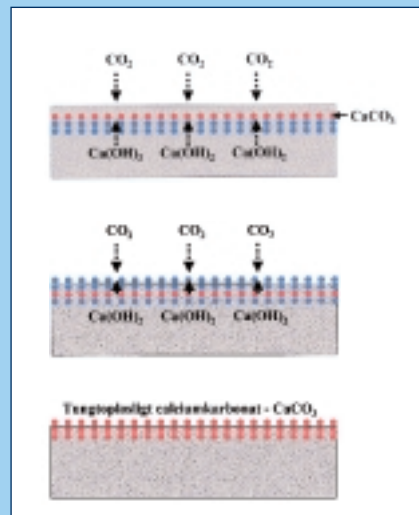 CO₂ CO₂ CO₂
CaCO₃
Ca(OH)₂ Ca(OH)₂ Ca(OH)₂
CO₂ CO₂ CO₂
Ca(OH)₂ Ca(OH)₂ Ca(OH)₂
Tungtopløsligt calciumkarbonat - CaCO₃